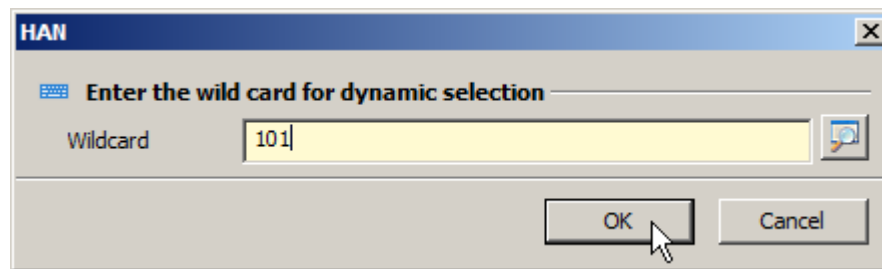 HAN
Enter the wild card for dynamic selection
Wildcard 101
OK Cancel